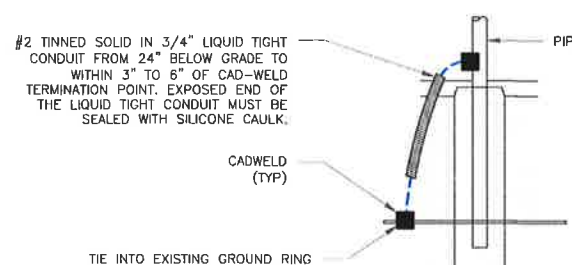 #2 TINNED SOLID IN 3/4" LIQUID TIGHT
CONDUIT FROM 24" BELOW GRADE TO
WITHIN 3" TO 6" OF CAD-WELD
TERMINATION POINT. EXPOSED END OF
THE LIQUID TIGHT CONDUIT MUST BE
SEALED WITH SILICONE CAULK.
PIP
CADWELD
(TYP)
TIE INTO EXISTING GROUND RING